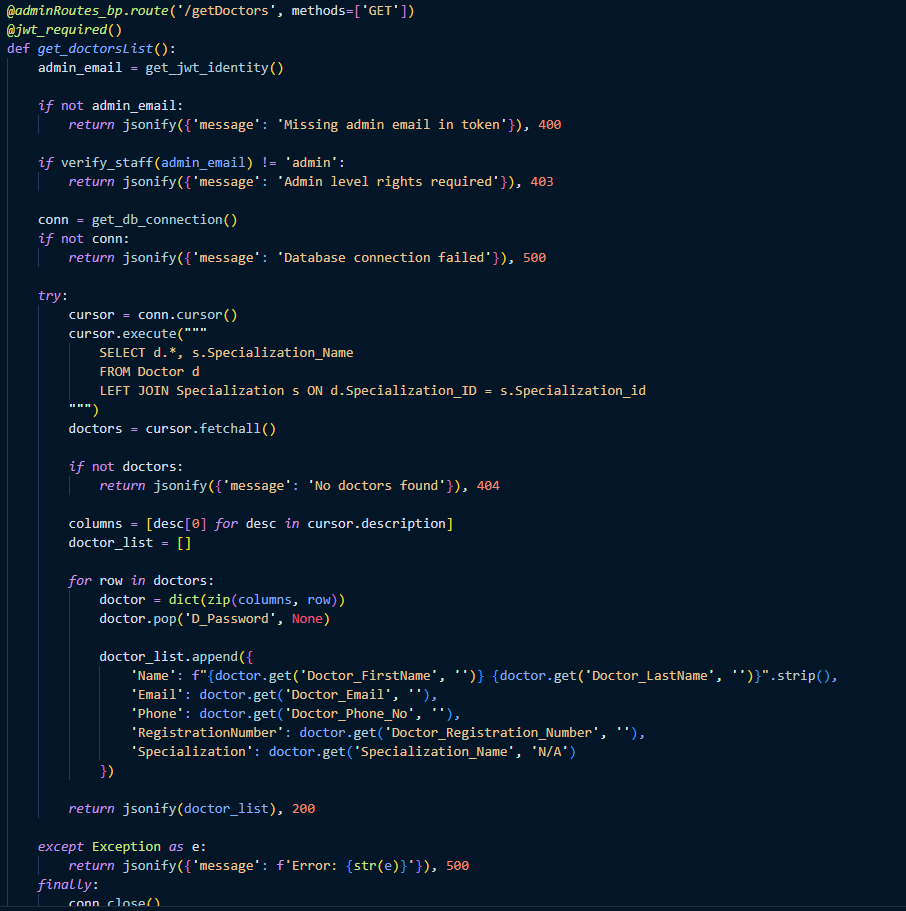 @adminRoutes_bp.route('/getDoctors', methods=['GET'])
@jwt_required()
def get_doctorsList():
    admin_email = get_jwt_identity()

    if not admin_email:
        return jsonify({'message': 'Missing admin email in token'}), 400

    if verify_staff(admin_email) != 'admin':
        return jsonify({'message': 'Admin level rights required'}), 403

    conn = get_db_connection()
    if not conn:
        return jsonify({'message': 'Database connection failed'}), 500

    try:
        cursor = conn.cursor()
        cursor.execute("""
            SELECT d.*, s.Specialization_Name
            FROM Doctor d
            LEFT JOIN Specialization s ON d.Specialization_ID = s.Specialization_id
        """)
        doctors = cursor.fetchall()

        if not doctors:
            return jsonify({'message': 'No doctors found'}), 404

        columns = [desc[0] for desc in cursor.description]
        doctor_list = []

        for row in doctors:
            doctor = dict(zip(columns, row))
            doctor.pop('D_Password', None)

            doctor_list.append({
                'Name': f"{doctor.get('Doctor_FirstName', '')} {doctor.get('Doctor_LastName', '')}".strip(),
                'Email': doctor.get('Doctor_Email', ''),
                'Phone': doctor.get('Doctor_Phone_No', ''),
                'RegistrationNumber': doctor.get('Doctor_Registration_Number', ''),
                'Specialization': doctor.get('Specialization_Name', 'N/A')
            })

        return jsonify(doctor_list), 200

    except Exception as e:
        return jsonify({'message': f'Error: {str(e)}'}), 500
    finally:
        conn.close()